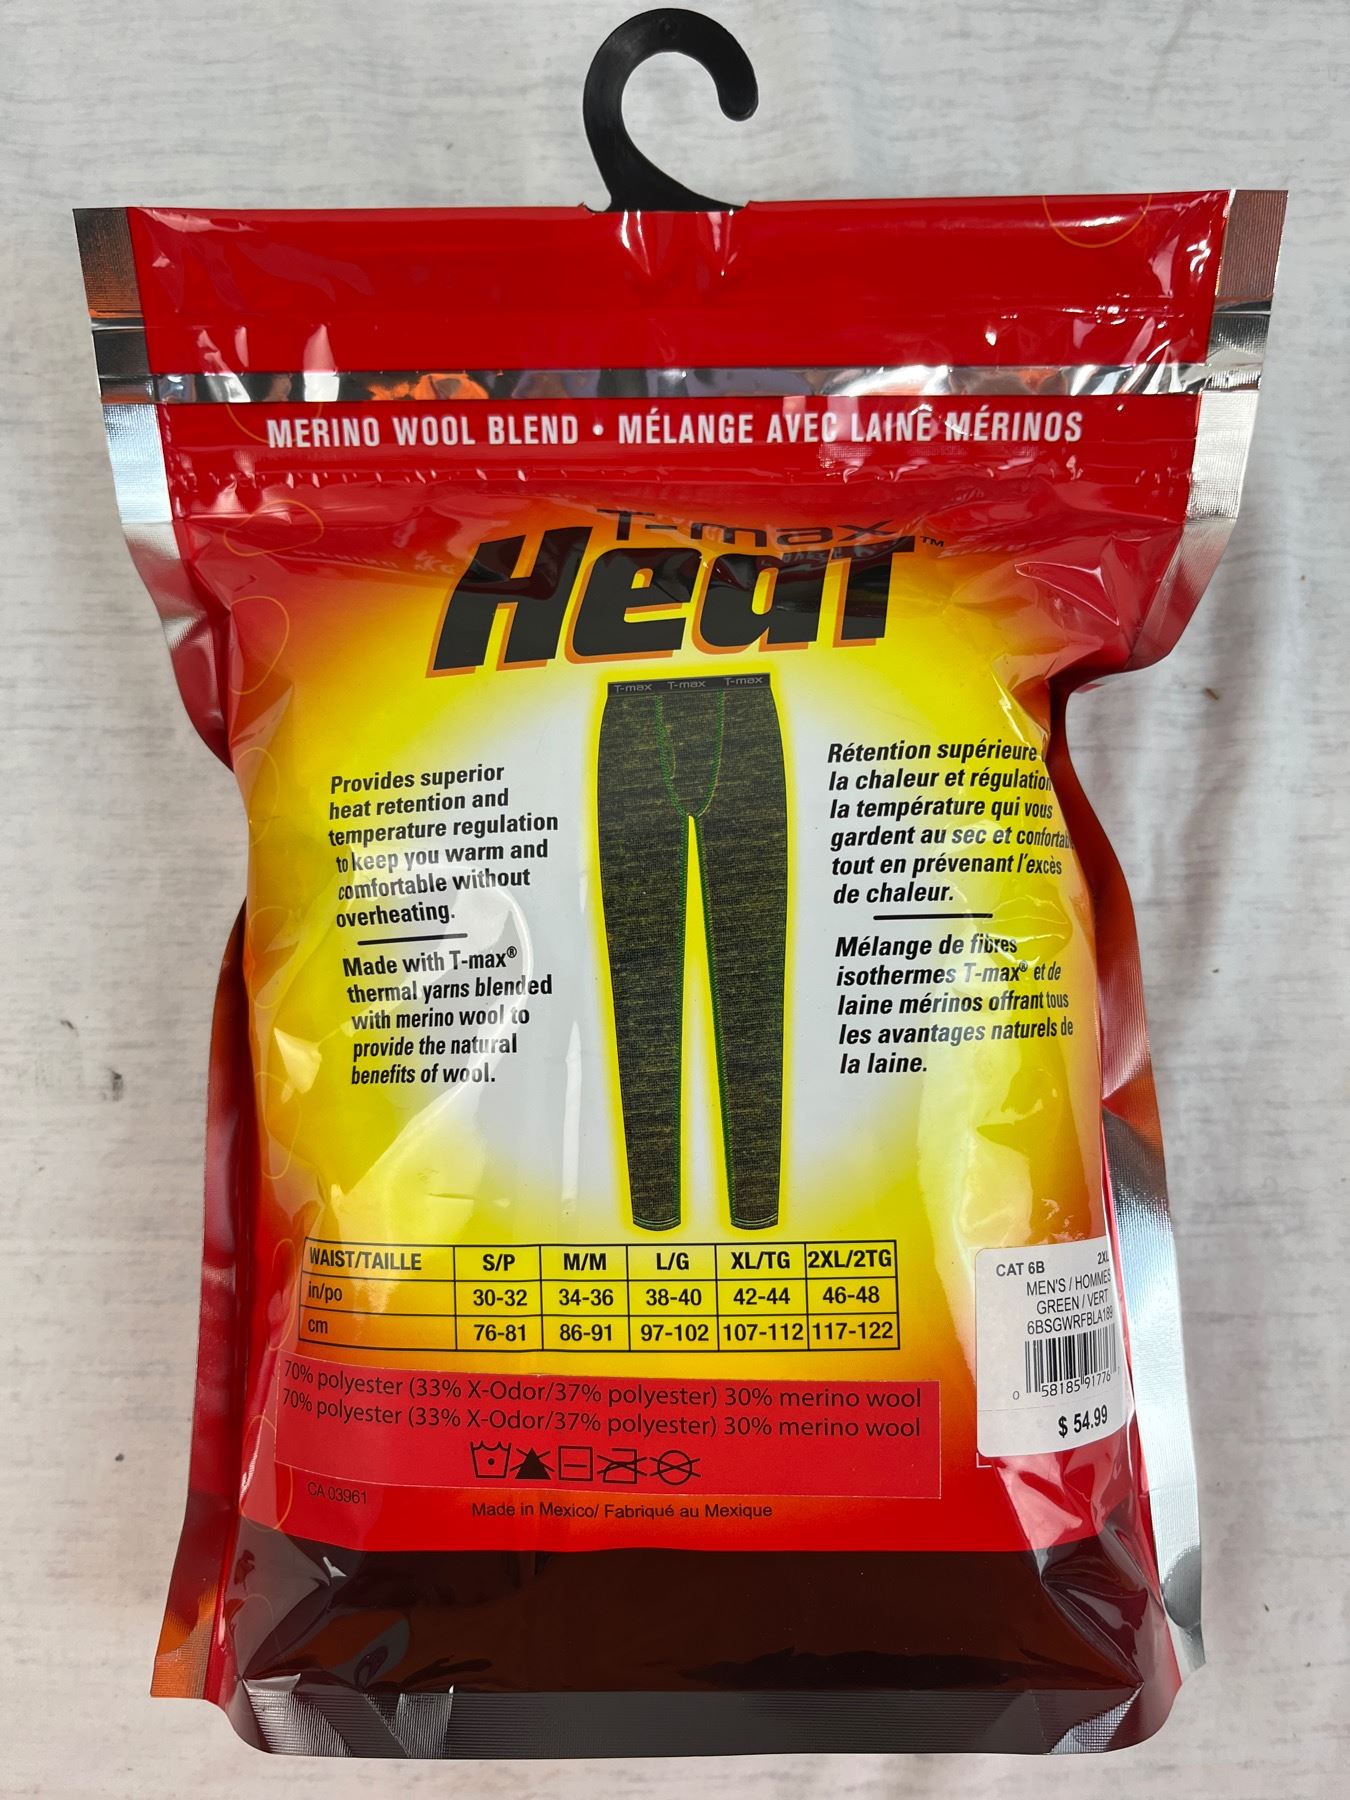 MERINO WOOL BLEND • MÉLANGE AVEC LAINE MÉRINOS
T-max
Heat™
T-max T-max T-max
Provides superior
heat retention and
temperature regulation
to keep you warm and
comfortable without
overheating.
Made with T-max®
thermal yarns blended
with merino wool to
provide the natural
benefits of wool.
Rétention supérieure
la chaleur et régulation
la température qui vous
gardent au sec et
tout en prévenant l'excès
de chaleur.
Mélange de fibres
isothermes T-max® et de
laine mérinos offrant tous
les avantages naturels de
la laine.
WAIST/TAILLE S/P M/M L/G XL/TG 2XL/2TG
in/po 30-32 34-36 38-40 42-44 46-48
cm 76-81 86-91 97-102 107-112 117-122
70% polyester (33% X-Odor/37% polyester) 30% merino wool
70% polyester (33% X-Odor/37% polyester) 30% merino wool
CA 03961
Made in Mexico/ Fabriqué au Mexique
CAT 6B 2XL
MEN'S / HOMMES
GREEN / VERT
6BSGWRFBLA189
0 58185 91776
$ 54.99